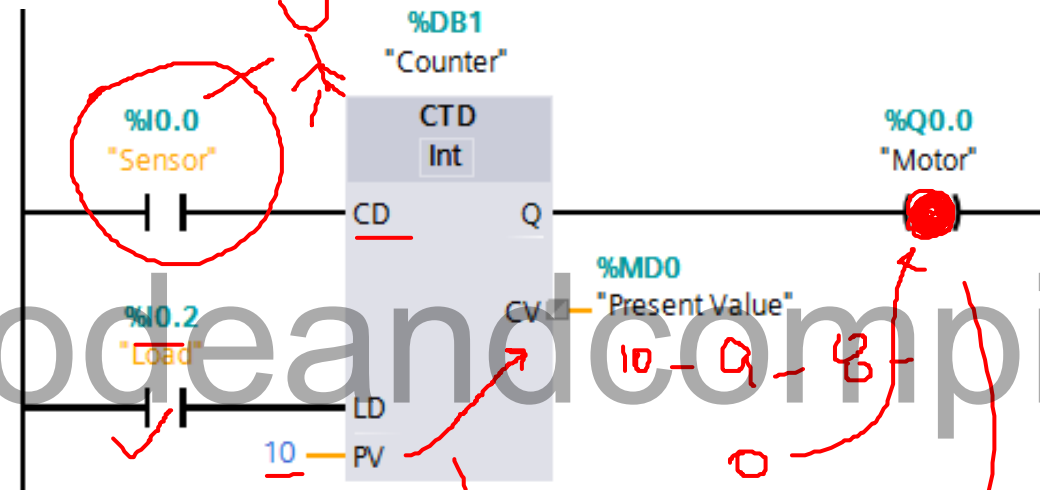 %DB1
"Counter"
%I0.0
"Sensor"
CTD
Int
%Q0.0
"Motor"
CD
Q
%MD0
"Present Value"
CV
%I0.2
"Load"
10 - 9 - 8 -
LD
10
PV
0
odeandcompi